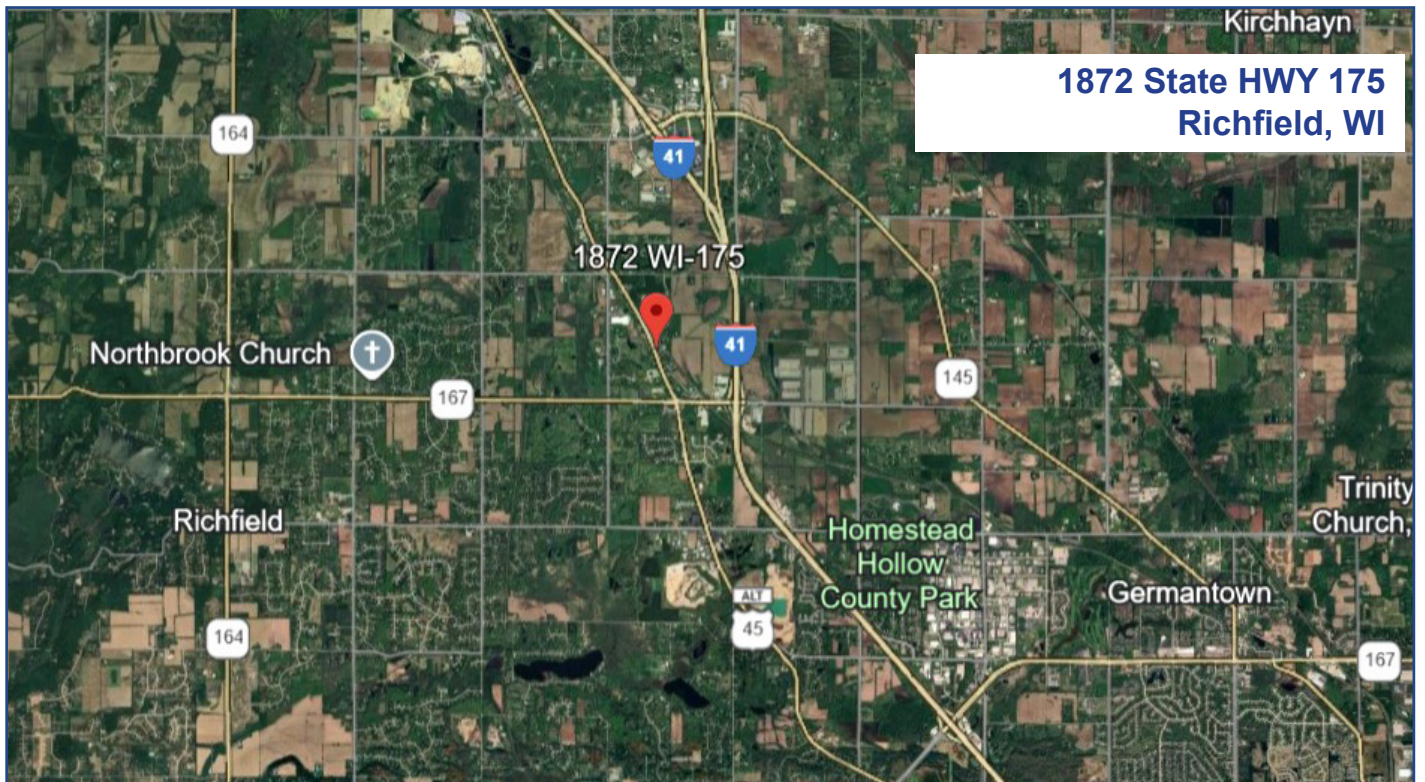 Kirchhayn
1872 State HWY 175
Richfield, WI
164
41
1872 WI-175
41
Northbrook Church
145
167
Trinity
Church,
Richfield
Homestead
Hollow
County Park
Germantown
ALT
45
164
167